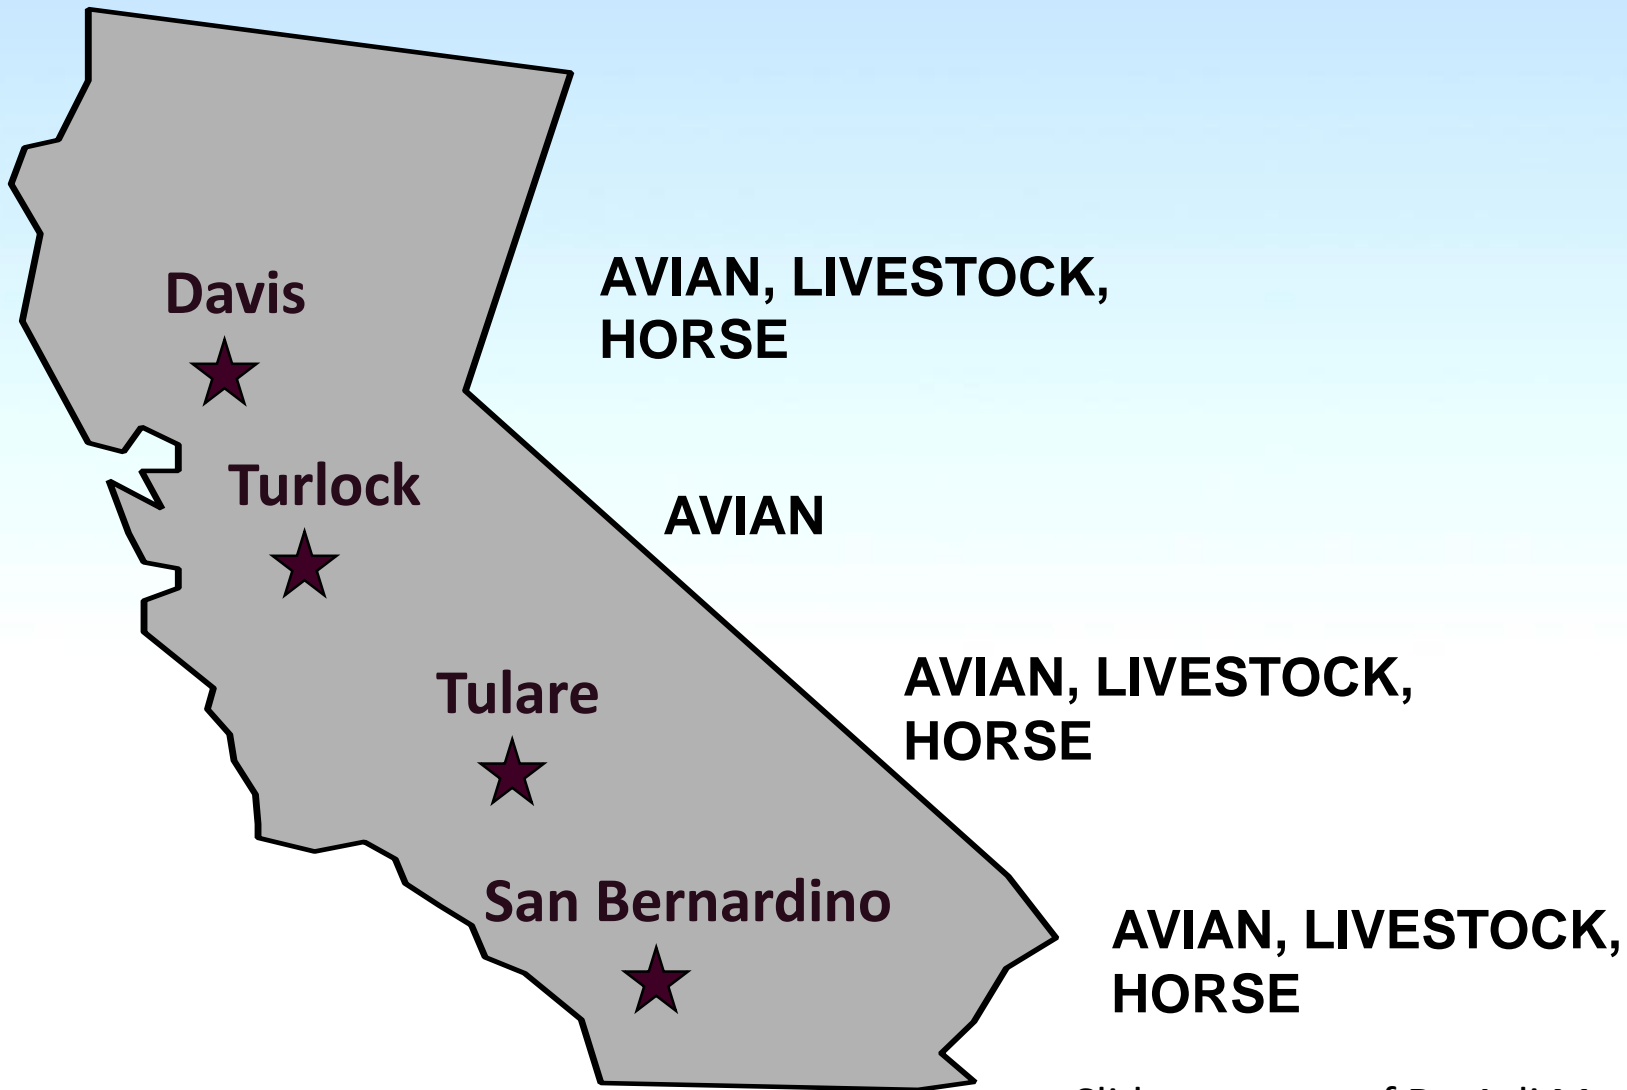 Davis
AVIAN, LIVESTOCK,
HORSE
Turlock
AVIAN
Tulare
AVIAN, LIVESTOCK,
HORSE
San Bernardino
AVIAN, LIVESTOCK,
HORSE